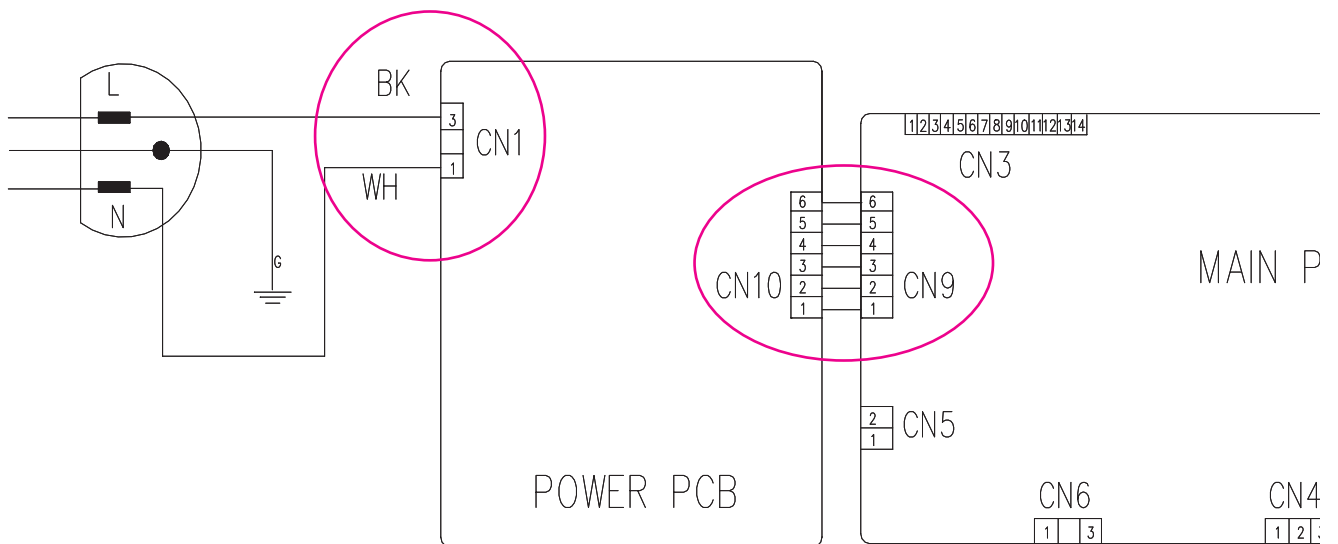 L
BK
3
CN1
1
WH
N
G
1 2 3 4 5 6 7 8 9 10 11 12 13 14
CN3
6 6
5 5
4 4
3 3
CN10 2 2 CN9
1 1
MAIN P
2
CN5
1
POWER PCB
CN6
1 3
CN4
1 2 3